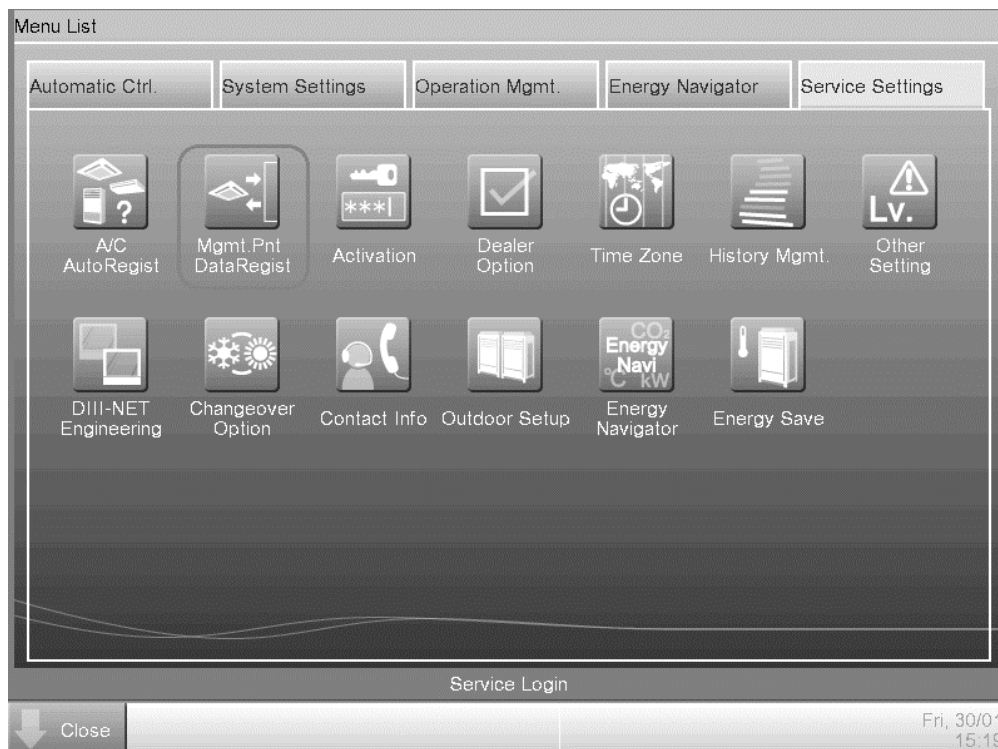 Menu List
Automatic Ctrl.
System Settings
Operation Mgmt.
Energy Navigator
Service Settings
?
***
Lv.
A/C
AutoRegist
Mgmt.Pnt
DataRegist
Activation
Dealer
Option
Time Zone
History Mgmt.
Other
Setting
CO₂
Energy
Navi
°C kW
DIII-NET
Engineering
Changeover
Option
Contact Info
Outdoor Setup
Energy
Navigator
Energy Save
Service Login
Close
Fri, 30/01
15:19